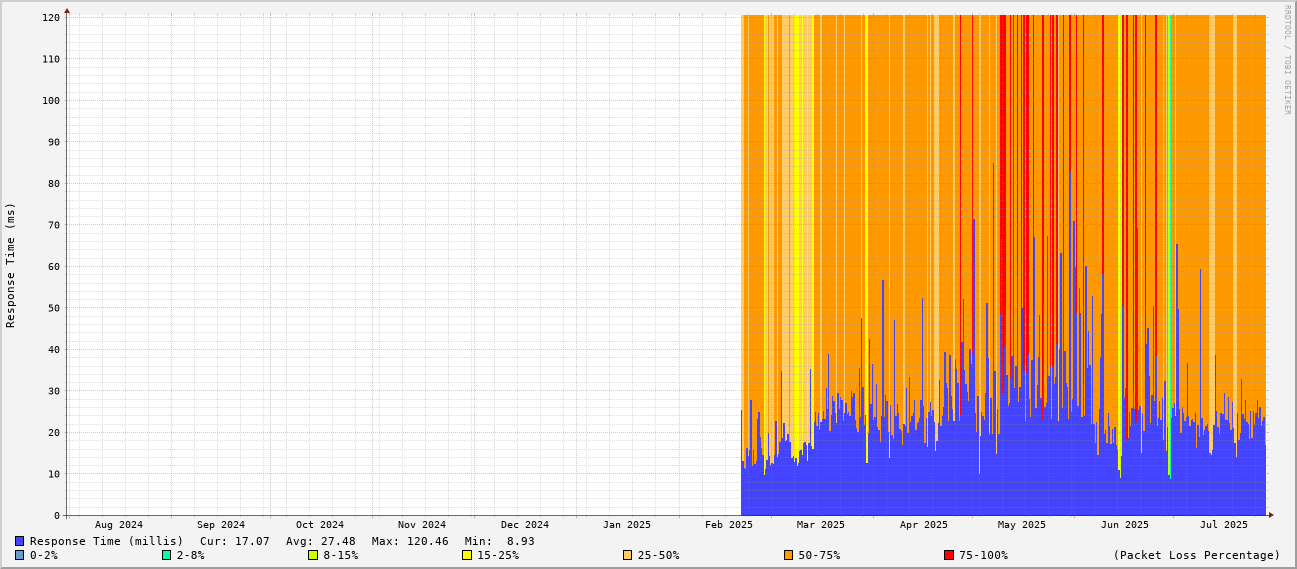 RRDTOOL / TOBI OETIKER
Response Time (ms)
120
110
100
90
80
70
60
50
40
30
20
10
0
Aug 2024 Sep 2024 Oct 2024 Nov 2024 Dec 2024 Jan 2025 Feb 2025 Mar 2025 Apr 2025 May 2025 Jun 2025 Jul 2025
Response Time (millis) Cur: 17.07 Avg: 27.48 Max: 120.46 Min: 8.93
0-2% 2-8% 8-15% 15-25% 25-50% 50-75% 75-100% (Packet Loss Percentage)